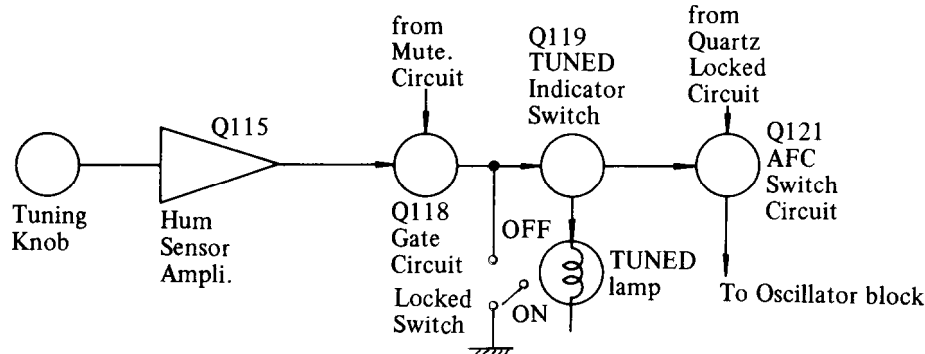 from
Mute.
Circuit
Q119
TUNED
Indicator
Switch
from
Quartz
Locked
Circuit
Q115
Q121
AFC
Switch
Circuit
Tuning
Knob
Hum
Sensor
Ampli.
Q118
Gate
Circuit
OFF
Locked
Switch
ON
TUNED
lamp
To Oscillator block